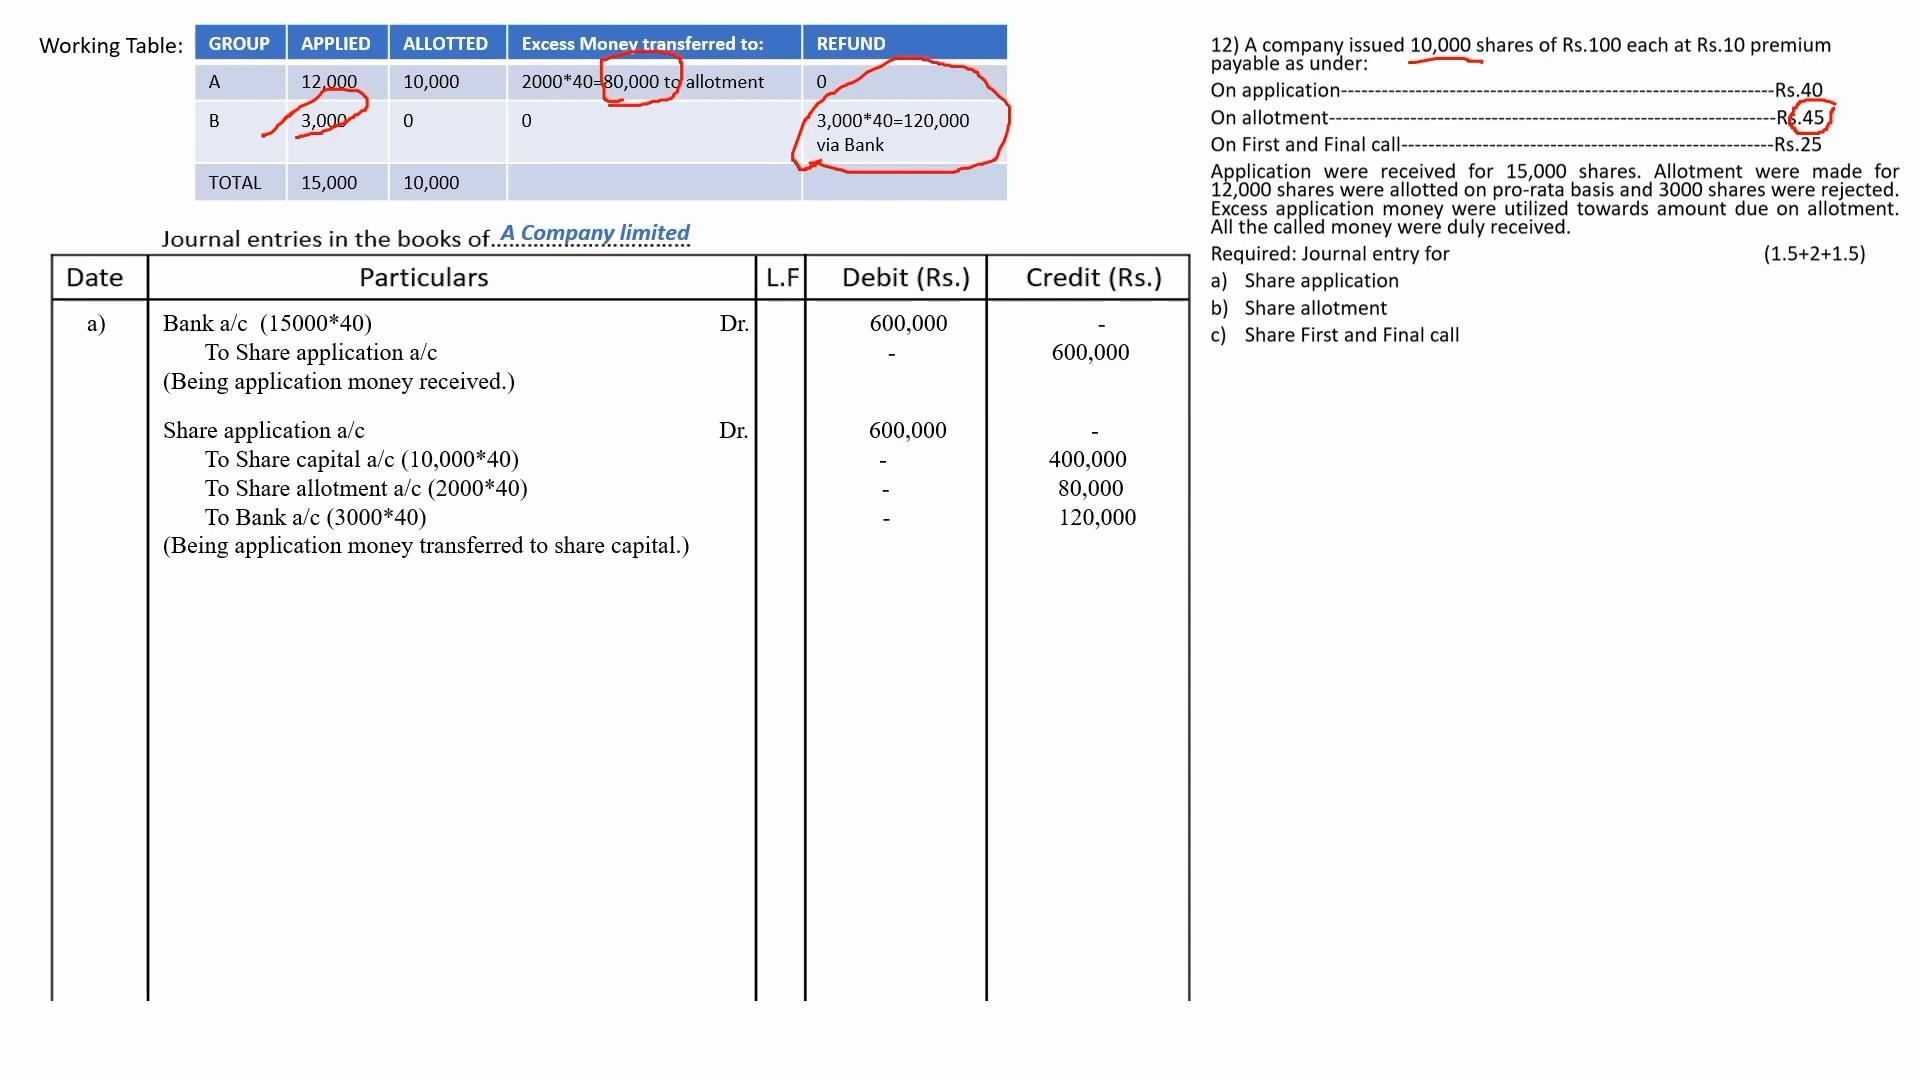 Working Table:
GROUP APPLIED ALLOTTED Excess Money transferred to: REFUND
A 12,000 10,000 2000*40=80,000 to allotment 0
B 3,000 0 0 3,000*40=120,000 via Bank
TOTAL 15,000 10,000
Journal entries in the books of..A Company limited
Date Particulars L.F Debit (Rs.) Credit (Rs.)
a) Bank a/c (15000*40) Dr. 600,000 -
To Share application a/c - 600,000
(Being application money received.)
Share application a/c Dr. 600,000 -
To Share capital a/c (10,000*40) - 400,000
To Share allotment a/c (2000*40) - 80,000
To Bank a/c (3000*40) - 120,000
(Being application money transferred to share capital.)
12) A company issued 10,000 shares of Rs.100 each at Rs.10 premium
payable as under:
On application----------------------------------------------------------------Rs.40
On allotment------------------------------------------------------------------Rs.45
On First and Final call-------------------------------------------------------Rs.25
Application were received for 15,000 shares. Allotment were made for
12,000 shares were allotted on pro-rata basis and 3000 shares were rejected.
Excess application money were utilized towards amount due on allotment.
All the called money were duly received.
Required: Journal entry for (1.5+2+1.5)
a) Share application
b) Share allotment
c) Share First and Final call